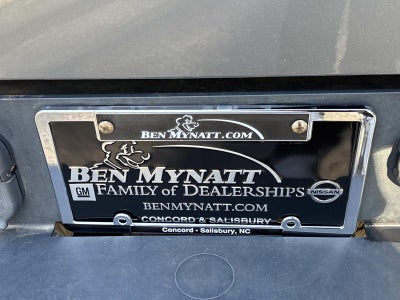 BEN MYNATT.COM
BEN MYNATT
GM FAMILY of DEALERSHIPS NISSAN
BENMYNATT.COM
CONCORD & SALISBURY
Concord - Salisbury, NC